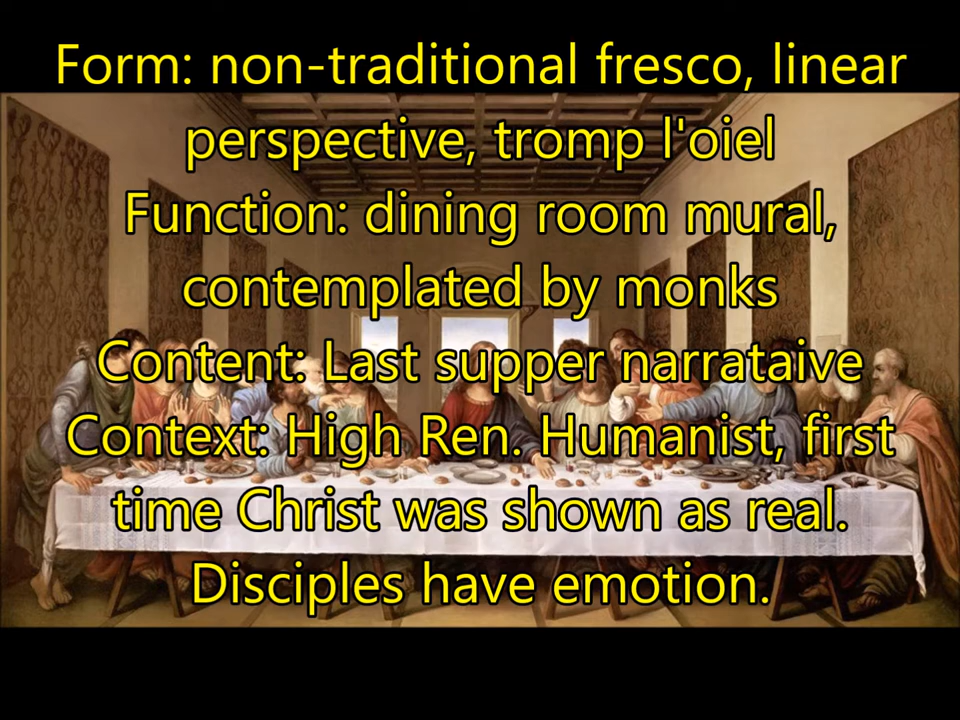 Form: non-traditional fresco, linear
perspective, tromp l'oiel
Function: dining room mural,
contemplated by monks
Content: Last supper narrataive
Context: High Ren. Humanist, first
time Christ was shown as real.
Disciples have emotion.